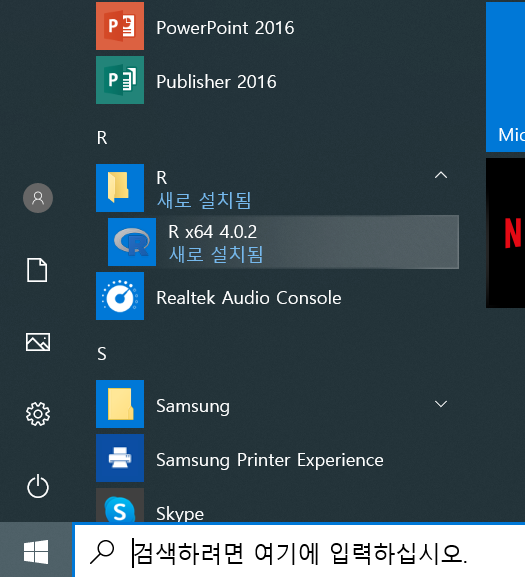 PowerPoint 2016
Publisher 2016
R
R
새로 설치됨
R x64 4.0.2
새로 설치됨
Realtek Audio Console
S
Samsung
Samsung Printer Experience
Skype
검색하려면 여기에 입력하십시오.
Mic
N